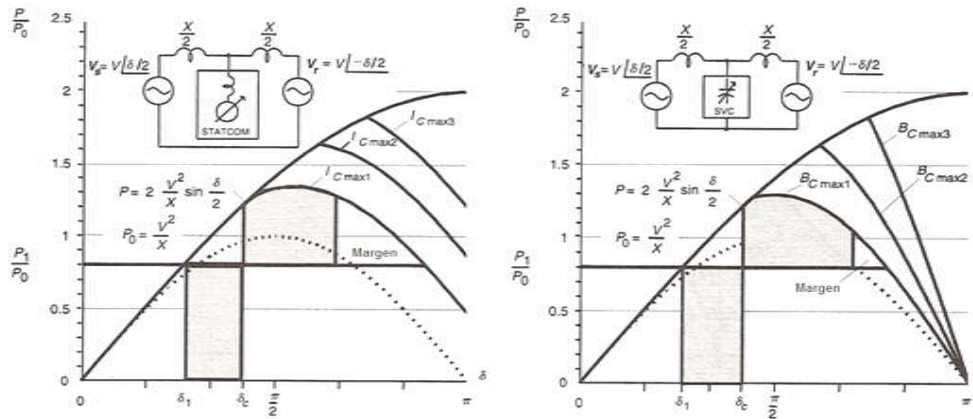 P/P0
2.5
2
1.5
1
P1/P0
0.5
0
X/2
X/2
Vs= V∠δ/2
Vr = V∠-δ/2
STATCOM
IC max3
IC max2
IC max1
P= 2 V²/X sin δ/2
P0 = V²/X
Margen
0
δ1
δc
π/2
π
δ
P/P0
2.5
2
1.5
1
P1/P0
0.5
0
X/2
X/2
Vs= V∠δ/2
Vr = V∠-δ/2
SVC
BC max3
BC max2
BC max1
P= 2 V²/X sin δ/2
P0 = V²/X
Margen
0
δ1
δc
π/2
π